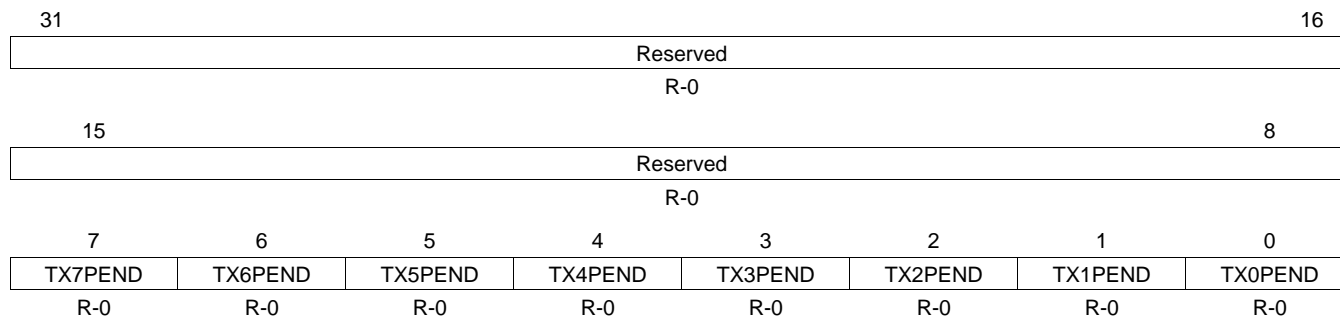 31 16
Reserved
R-0
15 8
Reserved
R-0
7 6 5 4 3 2 1 0
TX7PEND TX6PEND TX5PEND TX4PEND TX3PEND TX2PEND TX1PEND TX0PEND
R-0 R-0 R-0 R-0 R-0 R-0 R-0 R-0